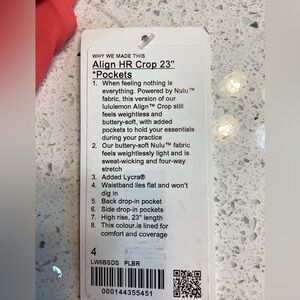 WHY WE MADE THIS
Align HR Crop 23"
*Pockets
1. When feeling nothing is
everything. Powered by Nulu™
fabric, this version of our
lululemon Align™ Crop still
feels weightless and
buttery-soft, with added
pockets to hold your essentials
during your practice
2. Our buttery-soft Nulu™ fabric
feels weightlessly light and is
sweat-wicking and four-way
stretch
3. Added Lycra®
4. Waistband lies flat and won't
dig in
5. Back drop-in pocket
6. Side drop-in pockets
7. High rise, 23" length
8. This colour is lined for
comfort and coverage
4
LW6BSDS PLBR
000144355451